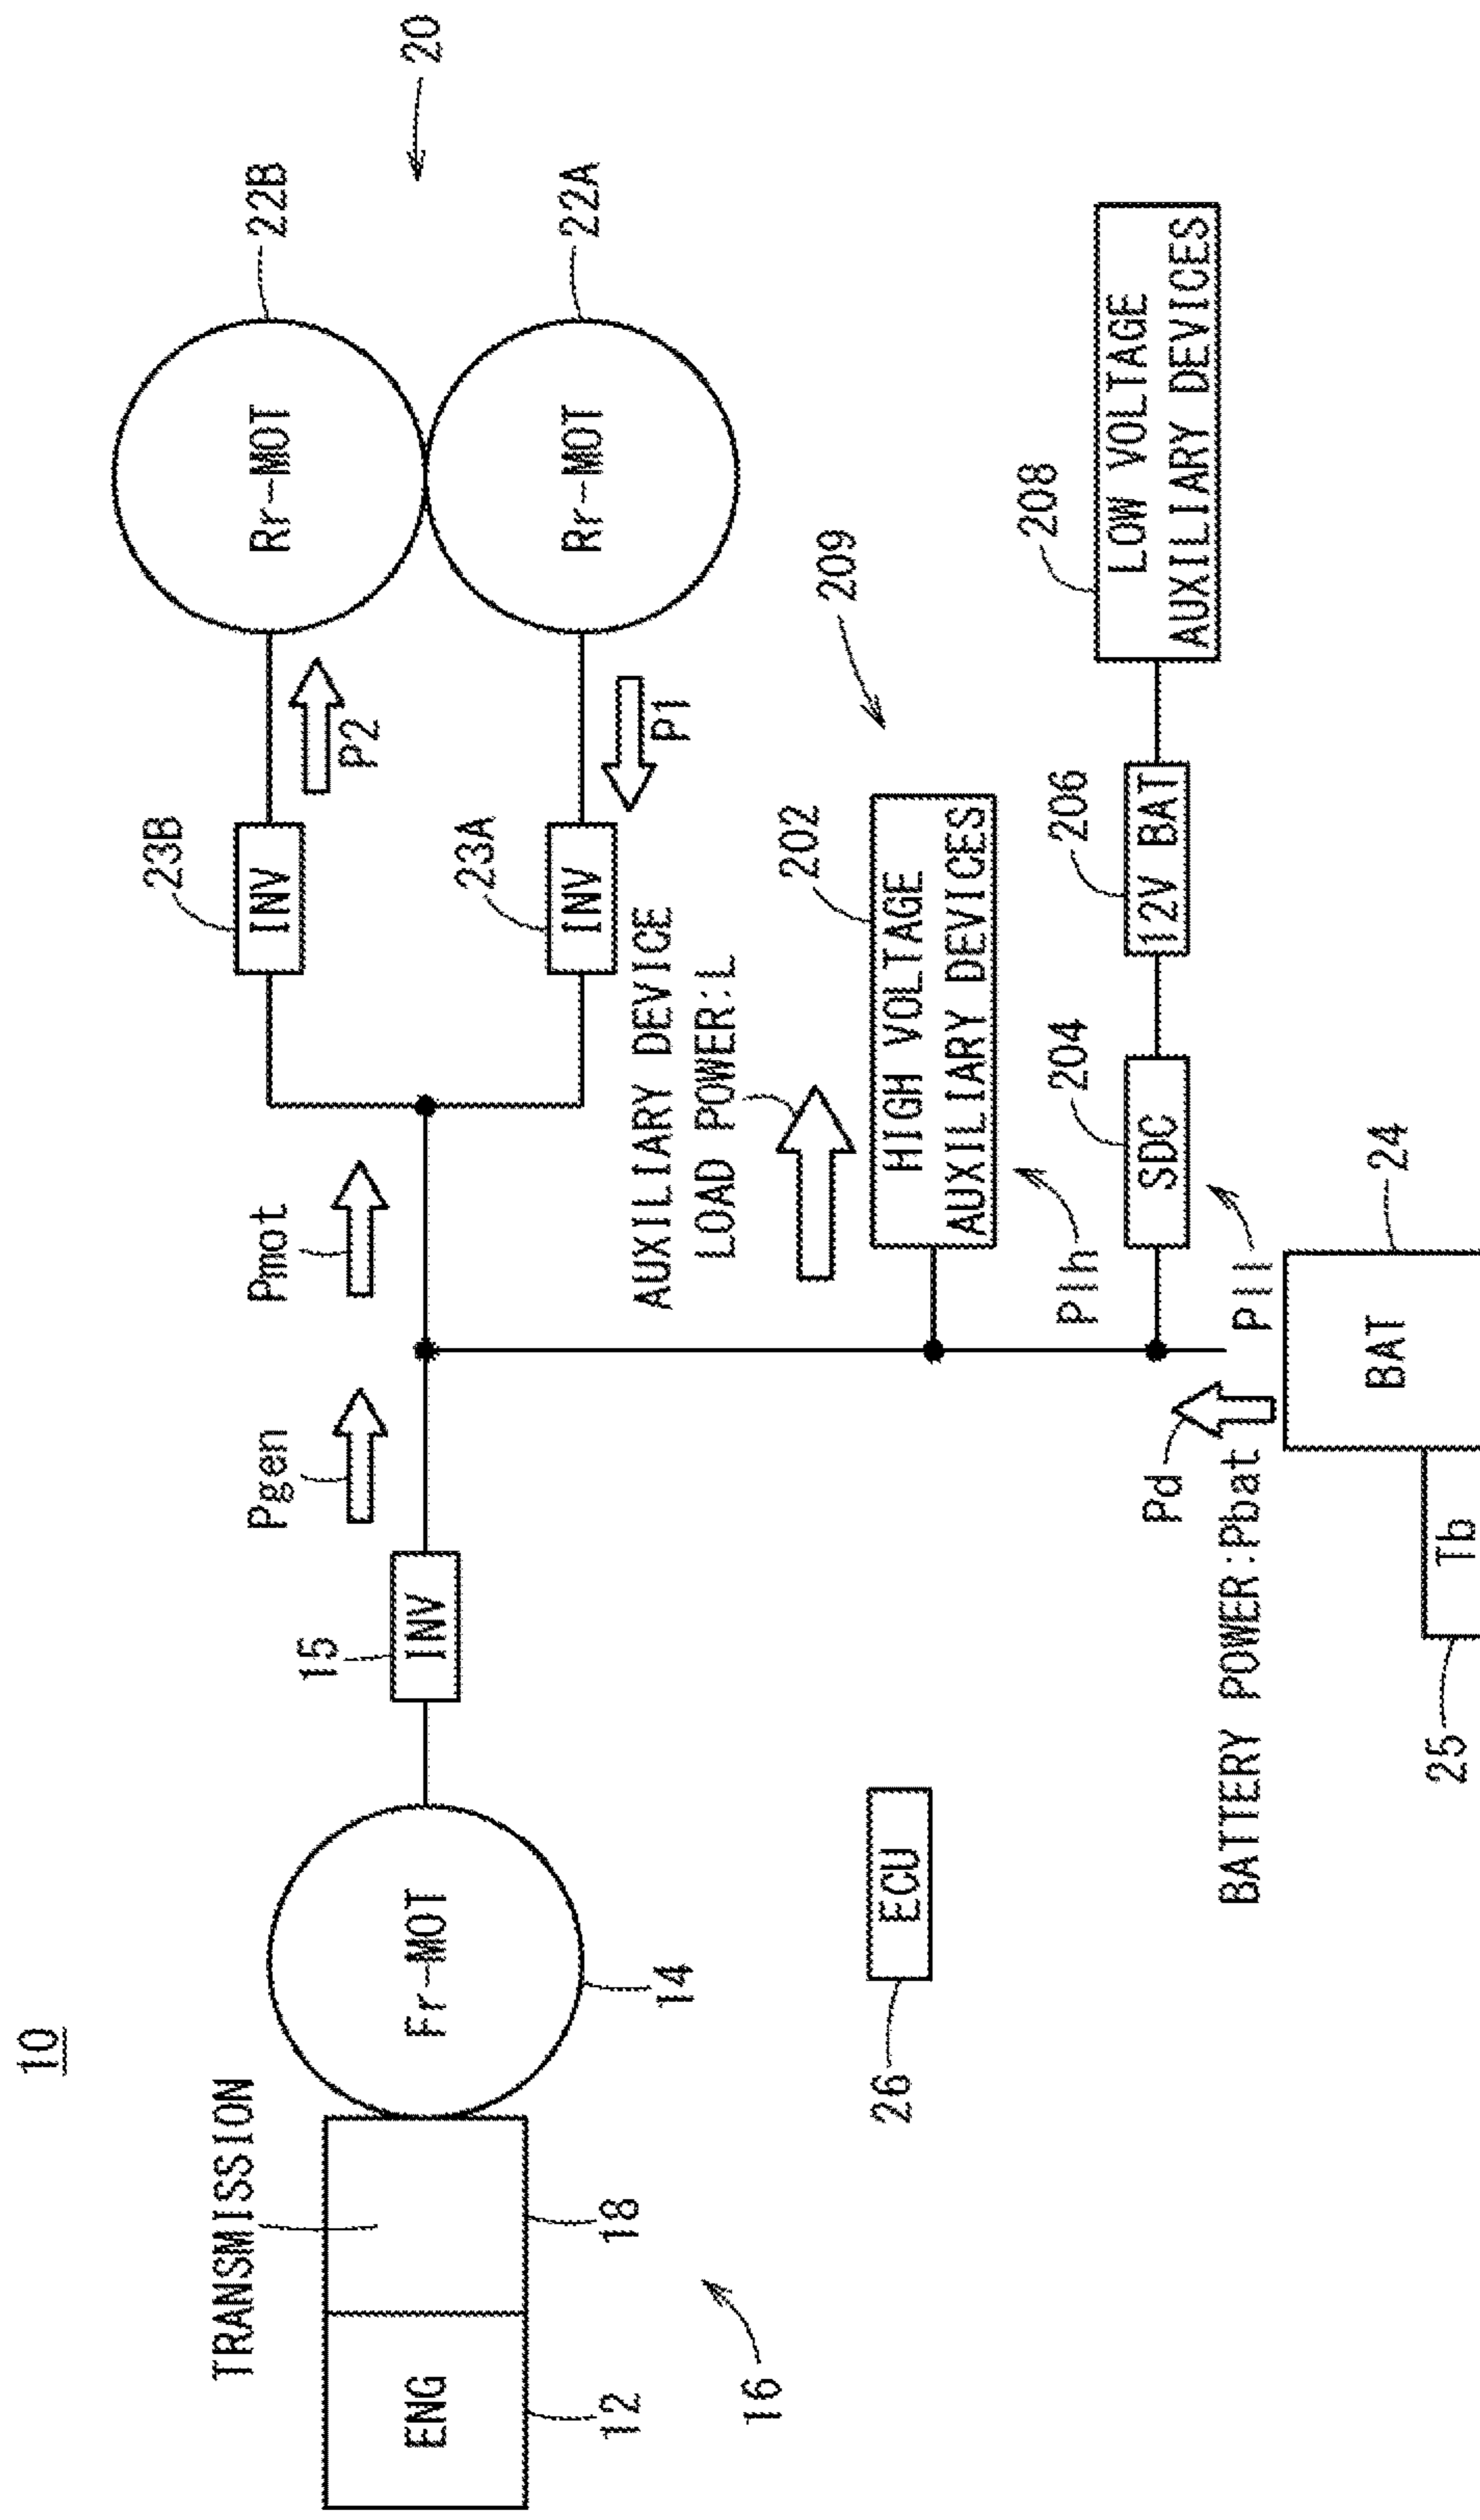 10
TRANSMISSION
ENG
12
18
16
Fr-MOT
14
15
INV
Pgen
Pmot
23B
INV
P2
Rr-MOT
22B
20
23A
INV
P1
Rr-MOT
22A
AUXILIARY DEVICE
LOAD POWER:L
202
HIGH VOLTAGE
AUXILIARY DEVICES
209
Plh
204
SDC
206
12V BAT
208
LOW VOLTAGE
AUXILIARY DEVICES
Pll
26
ECU
Pd
BATTERY POWER:Pbat
BAT
24
Tb
25